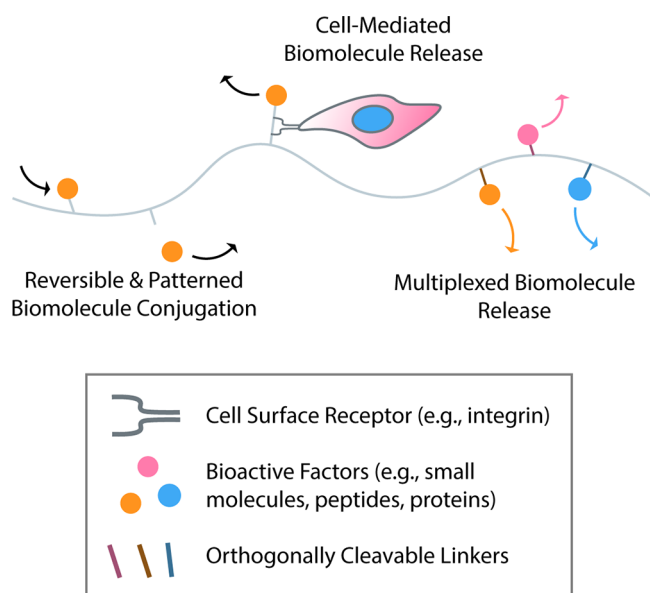 Cell-Mediated
Biomolecule Release
Reversible & Patterned
Biomolecule Conjugation
Multiplexed Biomolecule
Release
Cell Surface Receptor (e.g., integrin)
Bioactive Factors (e.g., small
molecules, peptides, proteins)
Orthogonally Cleavable Linkers